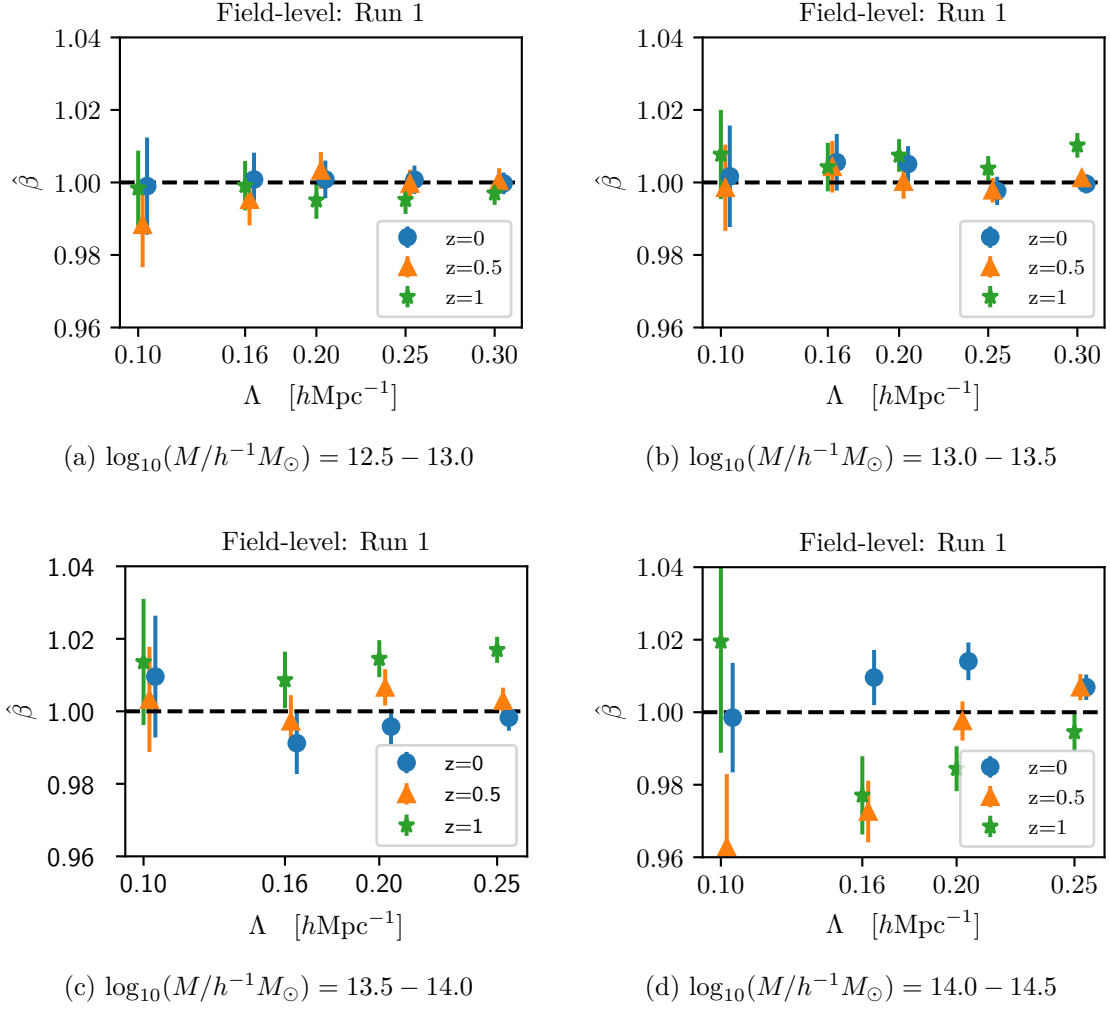 Field-level: Run 1
1.04
1.02
1.00
0.98
0.96
β̂
z=0
z=0.5
z=1
0.10 0.16 0.20 0.25 0.30
Λ [hMpc⁻¹]
(a) log₁₀(M/h⁻¹M⊙) = 12.5 − 13.0
Field-level: Run 1
1.04
1.02
1.00
0.98
0.96
β̂
z=0
z=0.5
z=1
0.10 0.16 0.20 0.25 0.30
Λ [hMpc⁻¹]
(b) log₁₀(M/h⁻¹M⊙) = 13.0 − 13.5
Field-level: Run 1
1.04
1.02
1.00
0.98
0.96
β̂
z=0
z=0.5
z=1
0.10 0.16 0.20 0.25
Λ [hMpc⁻¹]
(c) log₁₀(M/h⁻¹M⊙) = 13.5 − 14.0
Field-level: Run 1
1.04
1.02
1.00
0.98
0.96
β̂
z=0
z=0.5
z=1
0.10 0.16 0.20 0.25
Λ [hMpc⁻¹]
(d) log₁₀(M/h⁻¹M⊙) = 14.0 − 14.5